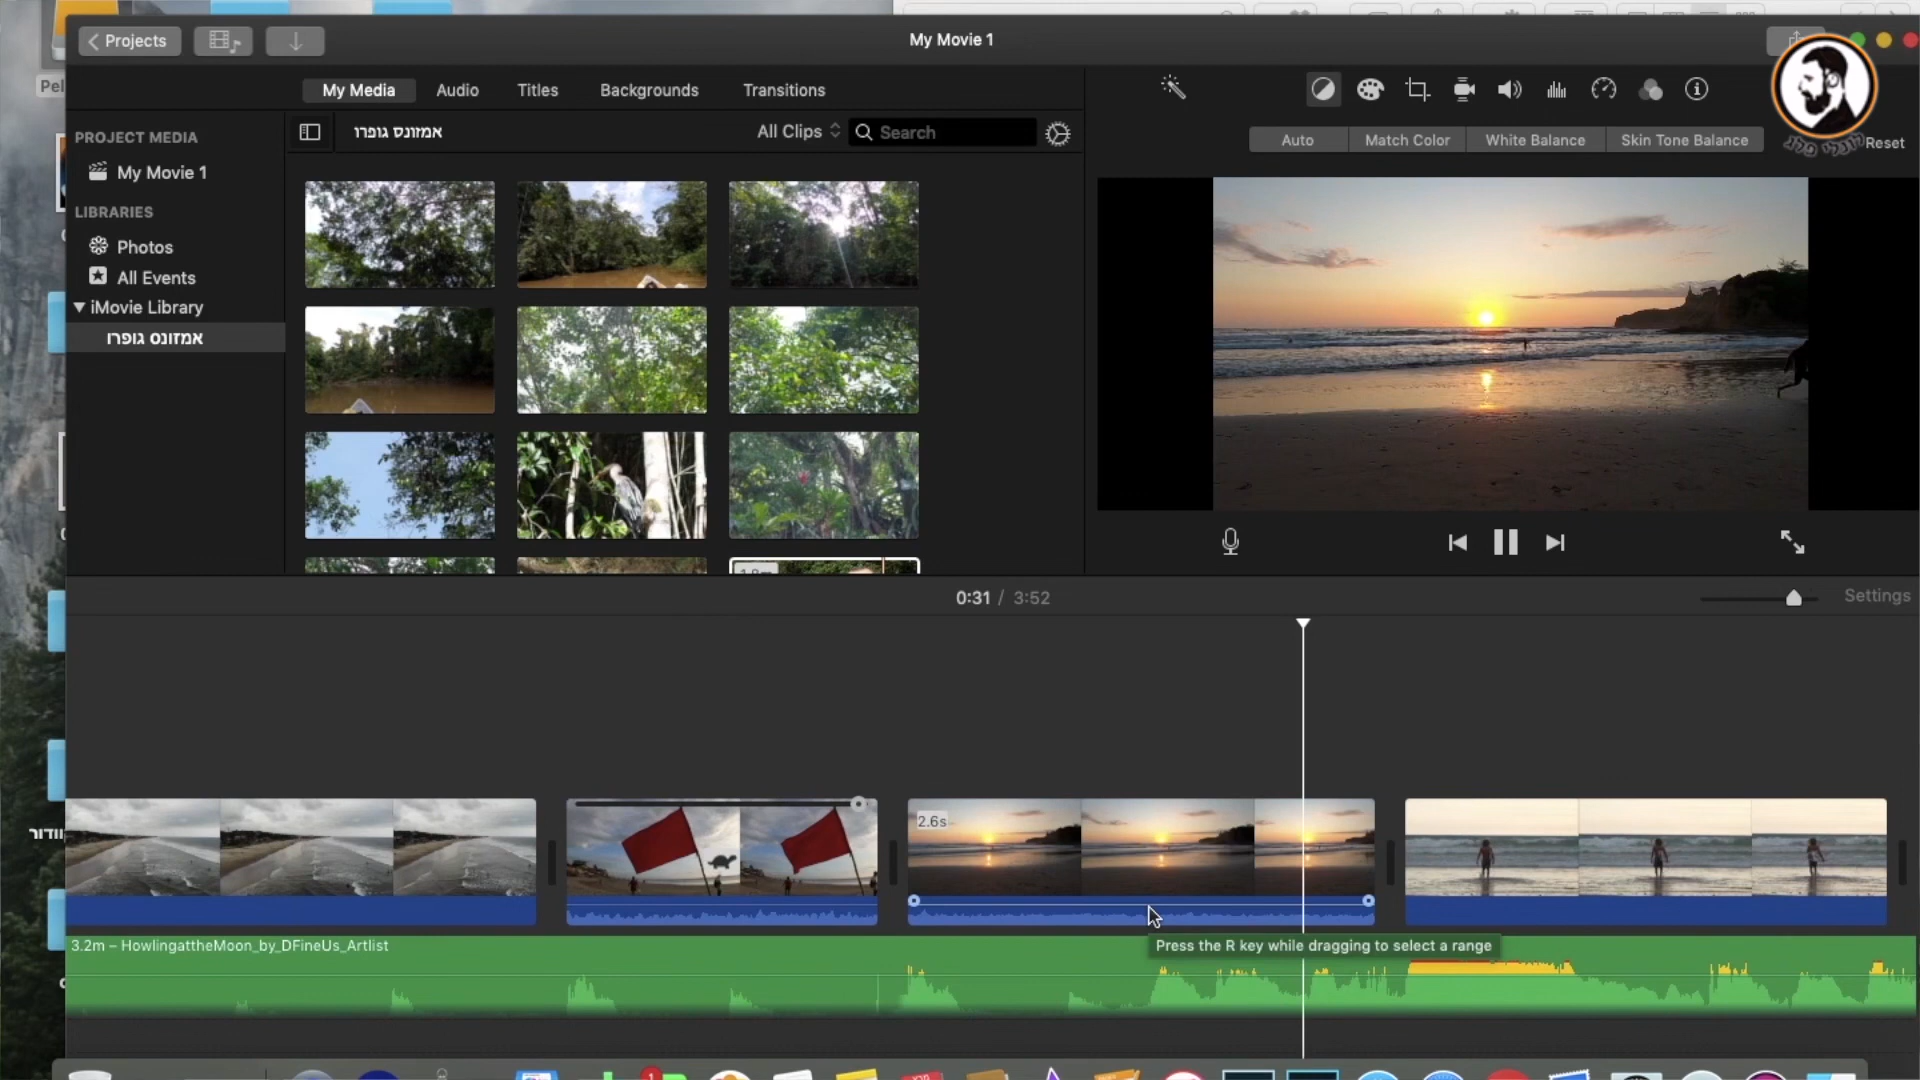 Projects
My Movie 1
My Media
Audio
Titles
Backgrounds
Transitions
PROJECT MEDIA
My Movie 1
LIBRARIES
Photos
All Events
iMovie Library
אמזונס גופרו
אמזונס גופרו
All Clips
Search
Auto
Match Color
White Balance
Skin Tone Balance
Reset
0:31 / 3:52
Settings
2.6s
3.2m – HowlingattheMoon_by_DFineUs_Artlist
Press the R key while dragging to select a range
Pel